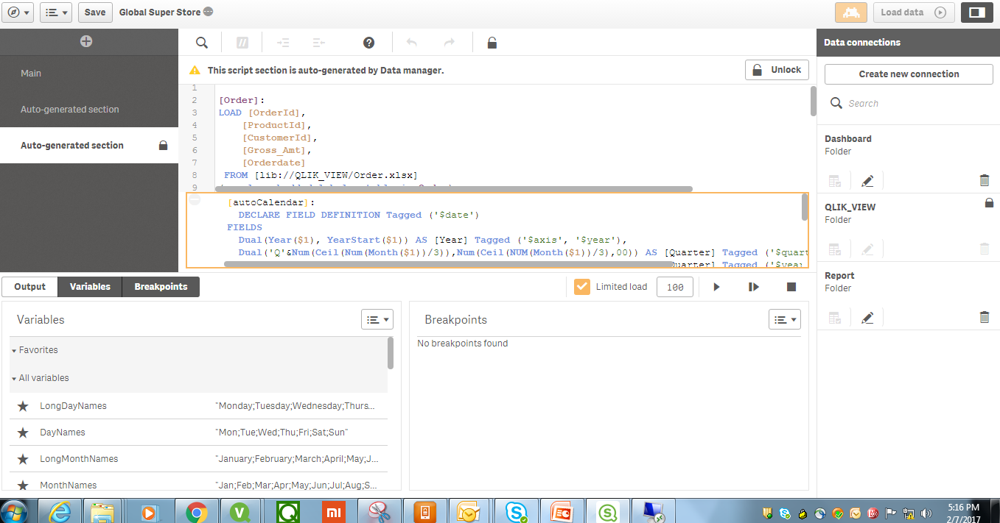 Save
Global Super Store
Load data
Main
Auto-generated section
Auto-generated section
This script section is auto-generated by Data manager.
Unlock
1
2 [Order]:
3 LOAD [OrderId],
4 [ProductId],
5 [CustomerId],
6 [Gross_Amt],
7 [Orderdate]
8 FROM [lib://QLIK_VIEW/Order.xlsx]
9
[autoCalendar]:
DECLARE FIELD DEFINITION Tagged ('$date')
FIELDS
Dual(Year($1), YearStart($1)) AS [Year] Tagged ('$axis', '$year'),
Dual('Q'&Num(Ceil(Num(Month($1))/3)),Num(Ceil(NUM(Month($1))/3),00)) AS [Quarter] Tagged ('$quart
Quarter] Tagged ('$year
Data connections
Create new connection
Search
Dashboard
Folder
QLIK_VIEW
Folder
Report
Folder
Output
Variables
Breakpoints
Limited load
100
Variables
Favorites
All variables
LongDayNames "Monday;Tuesday;Wednesday;Thurs...
DayNames "Mon;Tue;Wed;Thu;Fri;Sat;Sun"
LongMonthNames "January;February;March;April;May;J...
MonthNames "Jan;Feb;Mar;Apr;May;Jun;Jul;Aug;S...
Breakpoints
No breakpoints found
5:16 PM
2/7/2017